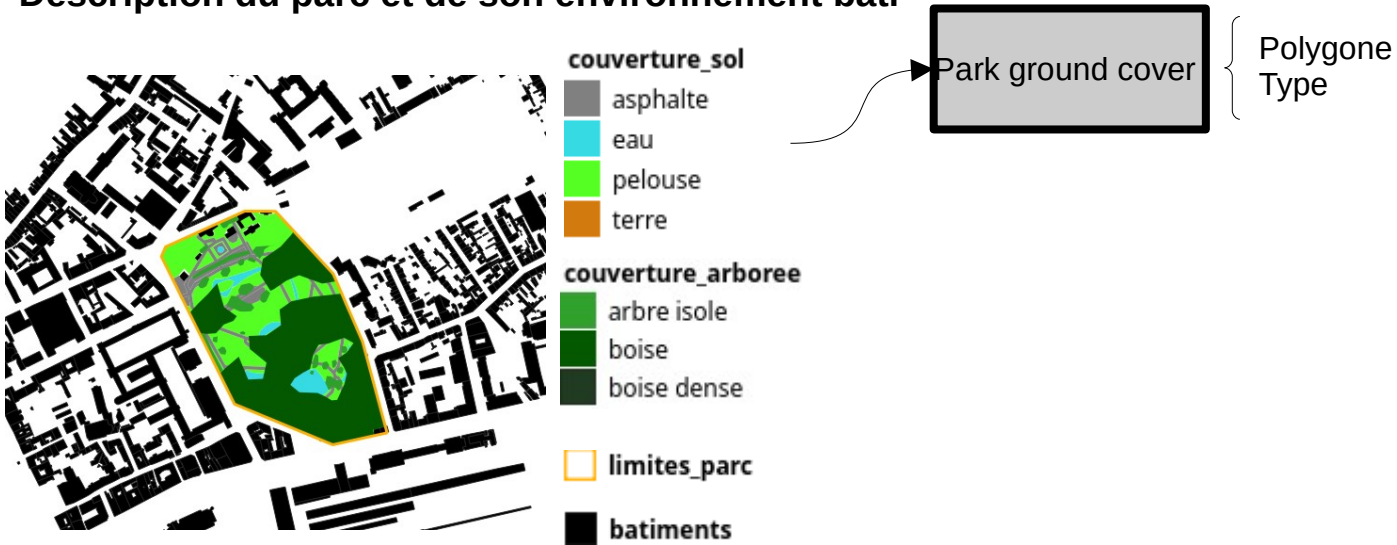 Description du parc et de son environnement bâti
couverture_sol
asphalte
eau
pelouse
terre
couverture_arboree
arbre isole
boise
boise dense
limites_parc
batiments
Park ground cover
Polygone
Type